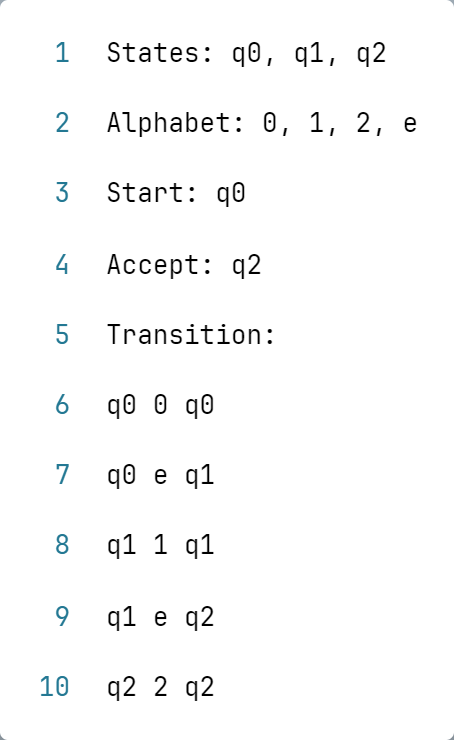 1 States: q0, q1, q2
2 Alphabet: 0, 1, 2, e
3 Start: q0
4 Accept: q2
5 Transition:
6 q0 0 q0
7 q0 e q1
8 q1 1 q1
9 q1 e q2
10 q2 2 q2